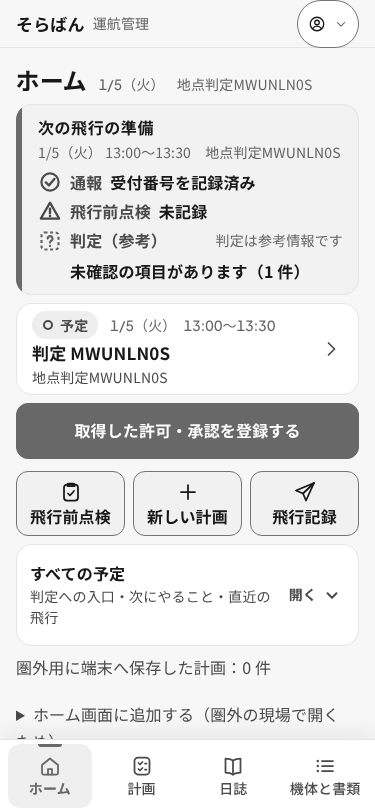 そらばん 運航管理
ホーム 1/5（火） 地点判定MWUNLN0S
次の飛行の準備
1/5（火） 13:00〜13:30 地点判定MWUNLN0S
通報 受付番号を記録済み
飛行前点検 未記録
判定（参考） 判定は参考情報です
未確認の項目があります（1 件）
予定 1/5（火） 13:00〜13:30
判定 MWUNLN0S
地点判定MWUNLN0S
取得した許可・承認を登録する
飛行前点検 新しい計画 飛行記録
すべての予定
判定への入口・次にやること・直近の
飛行
開く
圏外用に端末へ保存した計画：0 件
▶ ホーム画面に追加する（圏外の現場で開く
ホーム 計画 日誌 機体と書類